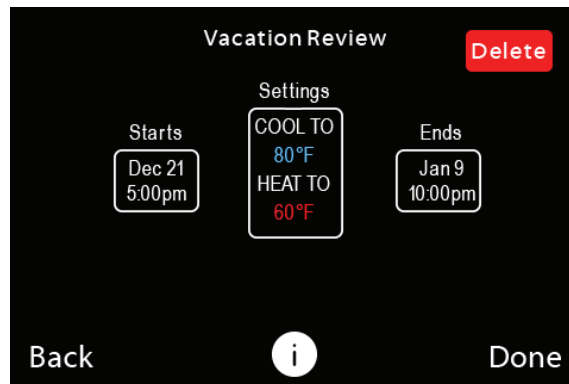 Vacation Review
Delete
Settings
Starts
COOL TO
80°F
HEAT TO
60°F
Dec 21
5:00pm
Ends
Jan 9
10:00pm
Back
i
Done